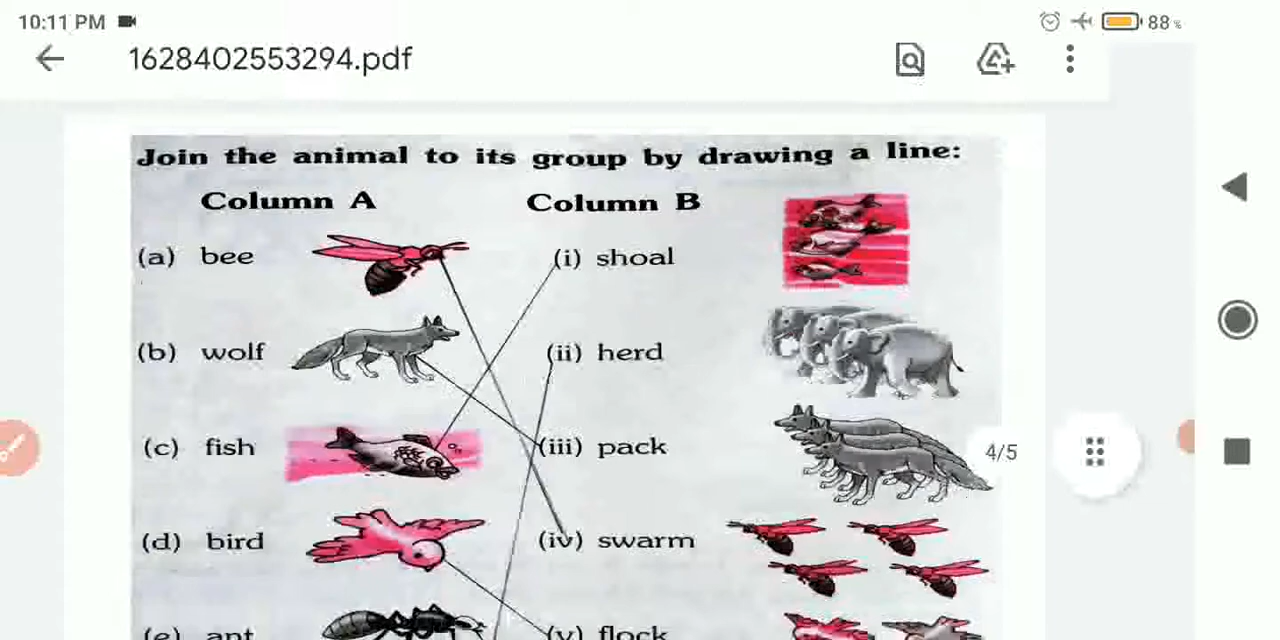 10:11 PM 88%
1628402553294.pdf
Join the animal to its group by drawing a line:
Column A Column B
(a) bee (i) shoal
(b) wolf (ii) herd
(c) fish (iii) pack
4/5
(d) bird (iv) swarm
(e) ant (v) flock